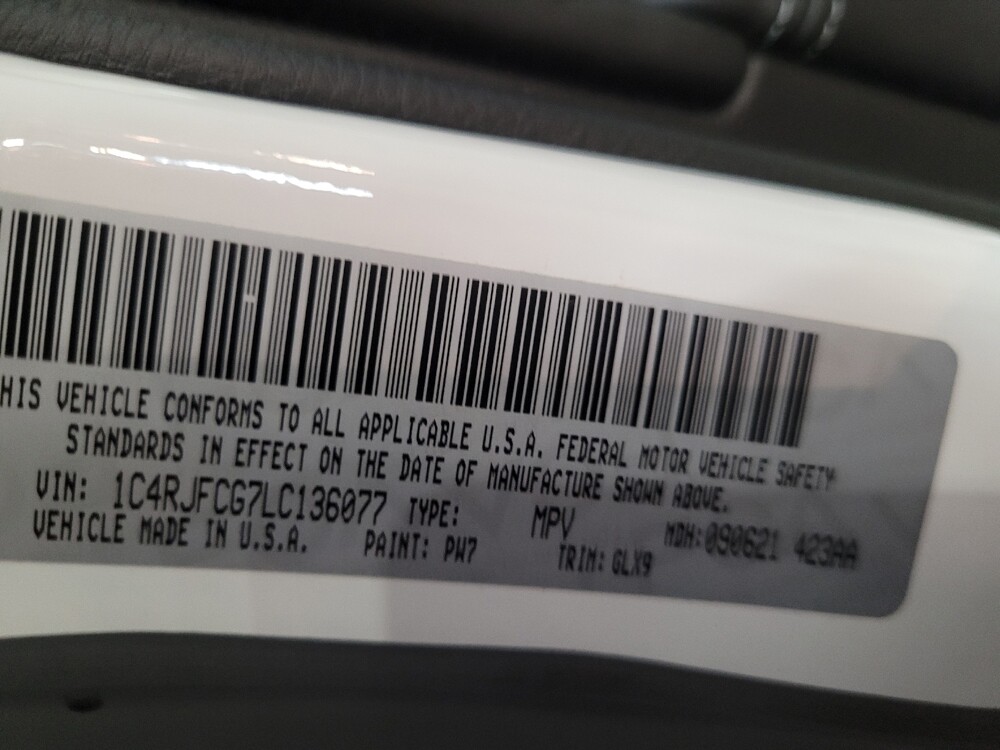 HIS VEHICLE CONFORMS TO ALL APPLICABLE U.S.A. FEDERAL MOTOR VEHICLE SAFETY
STANDARDS IN EFFECT ON THE DATE OF MANUFACTURE SHOWN ABOVE.
VIN: 1C4RJFCG7LC136077 TYPE: MPV MDH: 090621 423AA
VEHICLE MADE IN U.S.A. PAINT: PW7 TRIM: GLX9